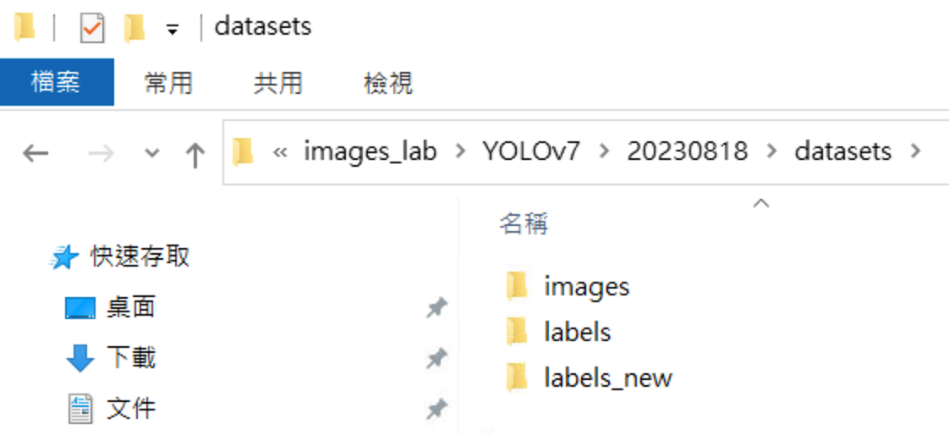 datasets
檔案 常用 共用 檢視
« images_lab > YOLOv7 > 20230818 > datasets >
名稱
快速存取
images
桌面
labels
下載
labels_new
文件